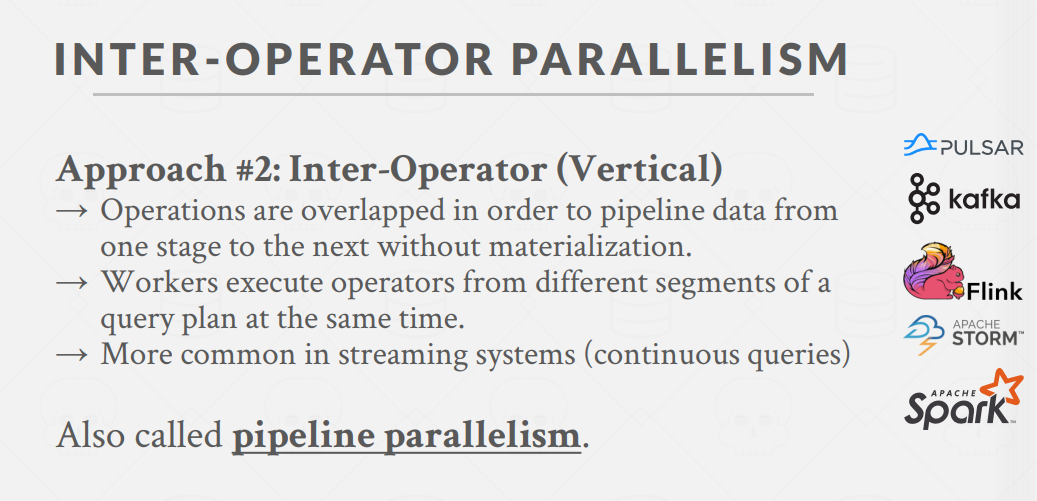 INTER-OPERATOR PARALLELISM
Approach #2: Inter-Operator (Vertical)
→ Operations are overlapped in order to pipeline data from
one stage to the next without materialization.
→ Workers execute operators from different segments of a
query plan at the same time.
→ More common in streaming systems (continuous queries)
Also called pipeline parallelism.
PULSAR
kafka
Flink
APACHE
STORM™
APACHE
Spark™